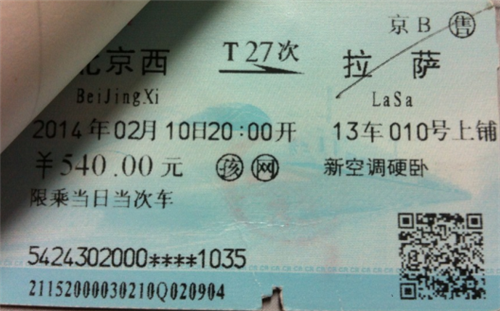 京B 售
北京西 T27次 拉萨
BeiJingXi LaSa
2014年02月10日20:00开 13车010号上铺
￥540.00元 孩 网 新空调硬卧
限乘当日当次车
5424302000****1035
21152000030210Q020904